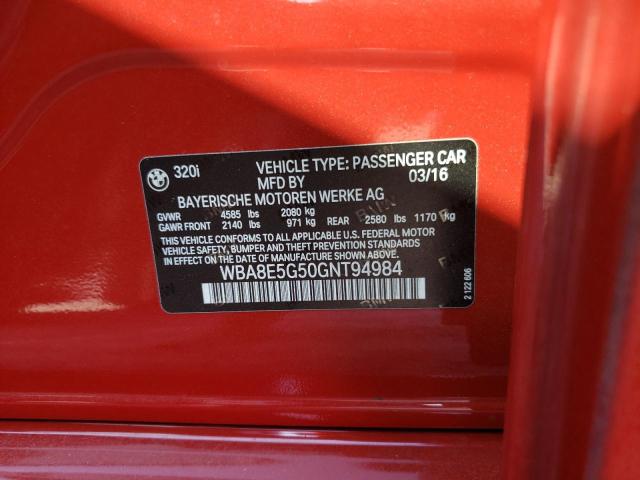 320i VEHICLE TYPE: PASSENGER CAR
MFD BY 03/16
BAYERISCHE MOTOREN WERKE AG
GVWR 4585 lbs 2080 kg
GAWR FRONT 2140 lbs 971 kg REAR 2580 lbs 1170 kg
THIS VEHICLE CONFORMS TO ALL APPLICABLE U.S. FEDERAL MOTOR
VEHICLE SAFETY, BUMPER AND THEFT PREVENTION STANDARDS
IN EFFECT ON THE DATE OF MANUFACTURE SHOWN ABOVE.
WBA8E5G50GNT94984
2 122 606